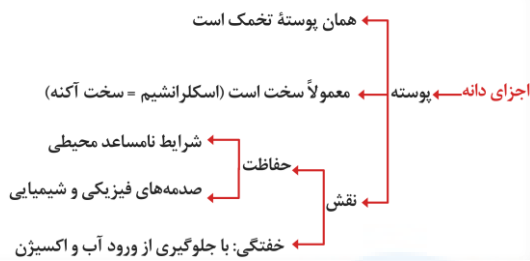 همان پوستهٔ تخمک است
اجزای دانه
پوسته
معمولاً سخت است (اسکلرانشیم = سخت آکنه)
شرایط نامساعد محیطی
حفاظت
صدمه‌های فیزیکی و شیمیایی
نقش
خفتگی: با جلوگیری از ورود آب و اکسیژن